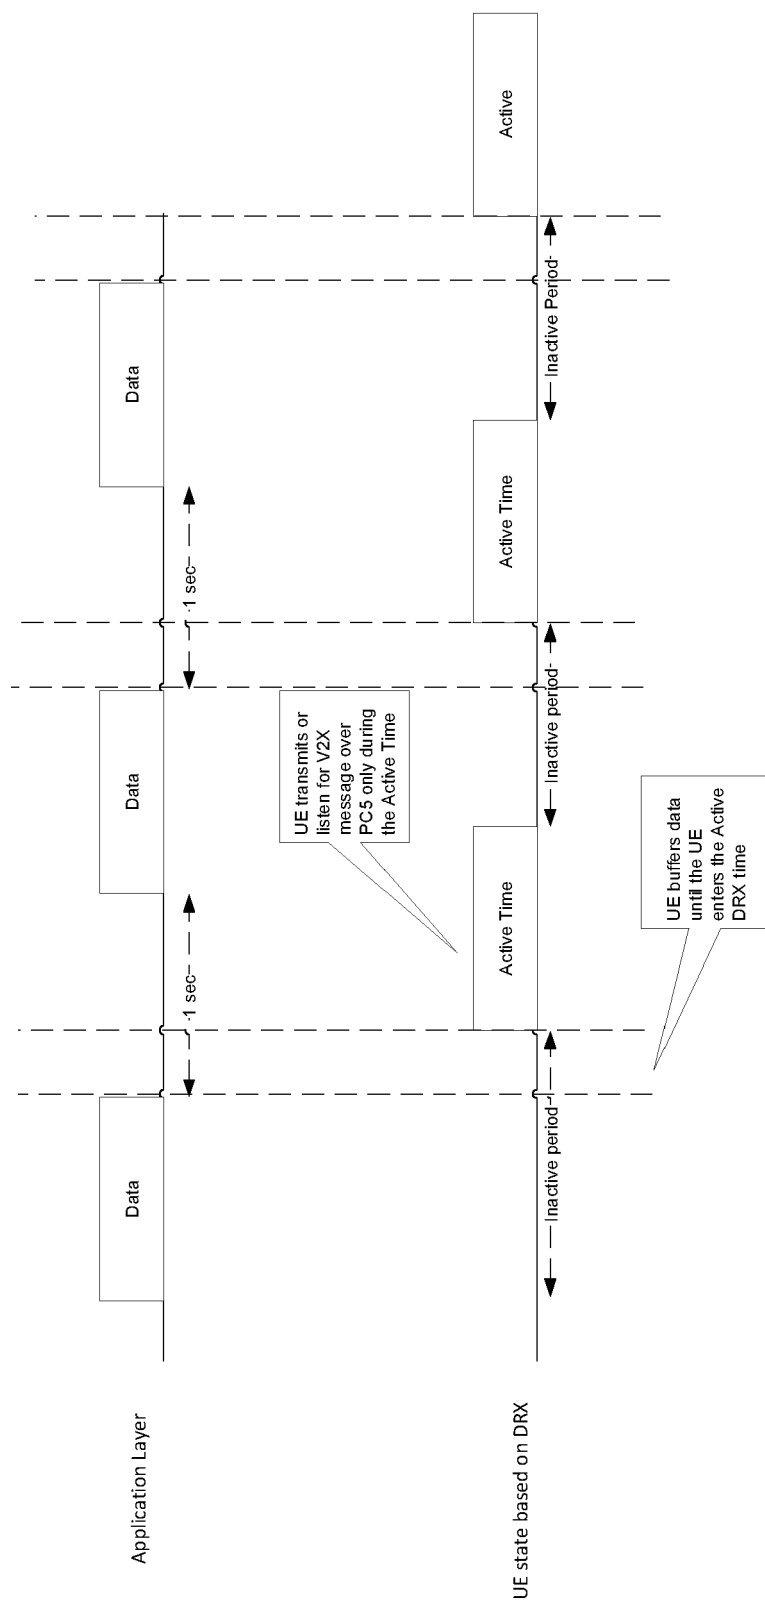 Application Layer
Data
1 sec
Data
1 sec
Data
UE transmits or
listen for V2X
message over
PC5 only during
the Active Time
UE state based on DRX
Inactive period
Active Time
Inactive period
Active Time
Inactive Period
Active
UE buffers data
until the UE
enters the Active
DRX time